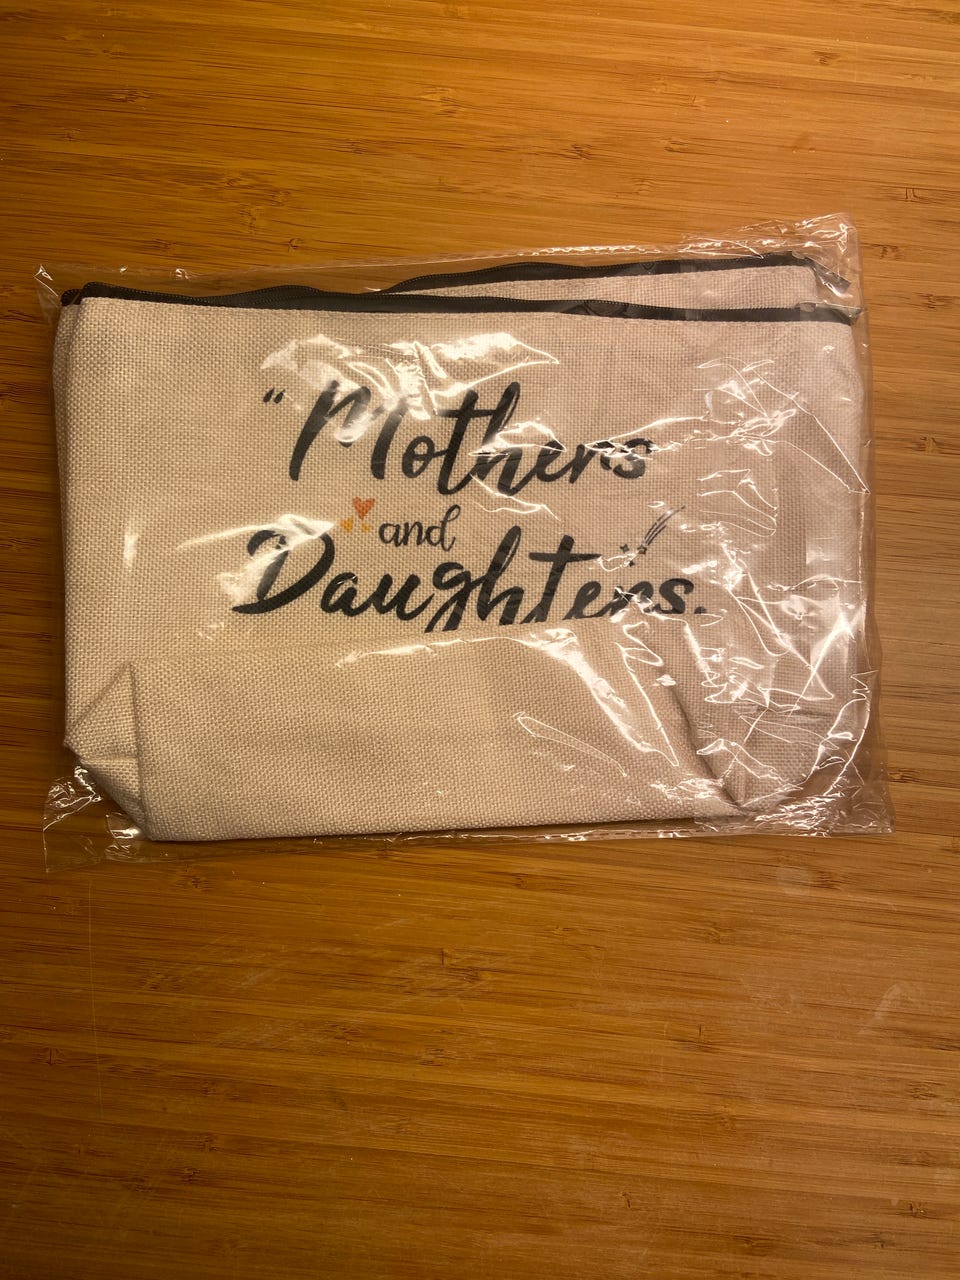 “ Mothers
and
Daughters.